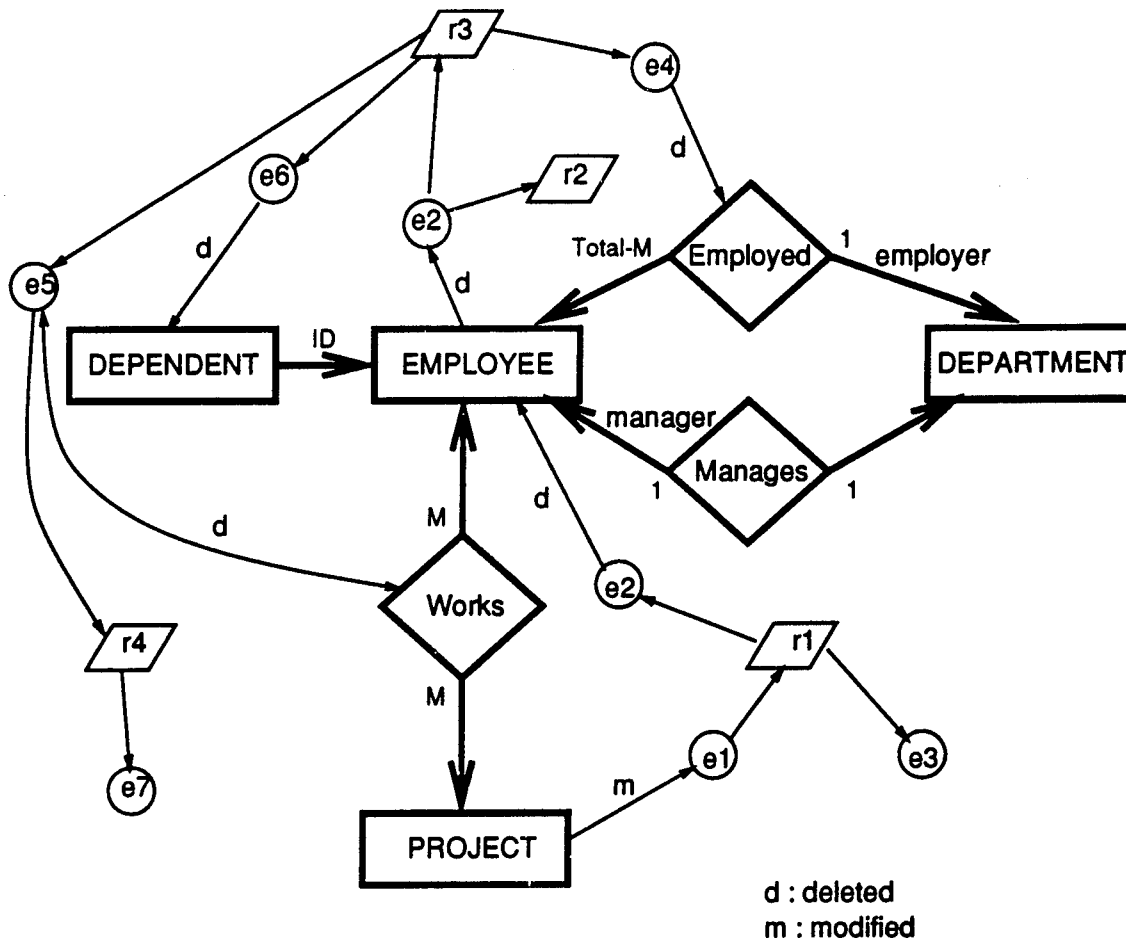 r3
e4
d
r2
e6
e2
d
Total-M
Employed
1
employer
d
e5
DEPENDENT
ID
EMPLOYEE
DEPARTMENT
manager
Manages
1
1
d
M
d
Works
e2
r4
r1
M
e1
e3
m
e7
PROJECT
d : deleted
m : modified